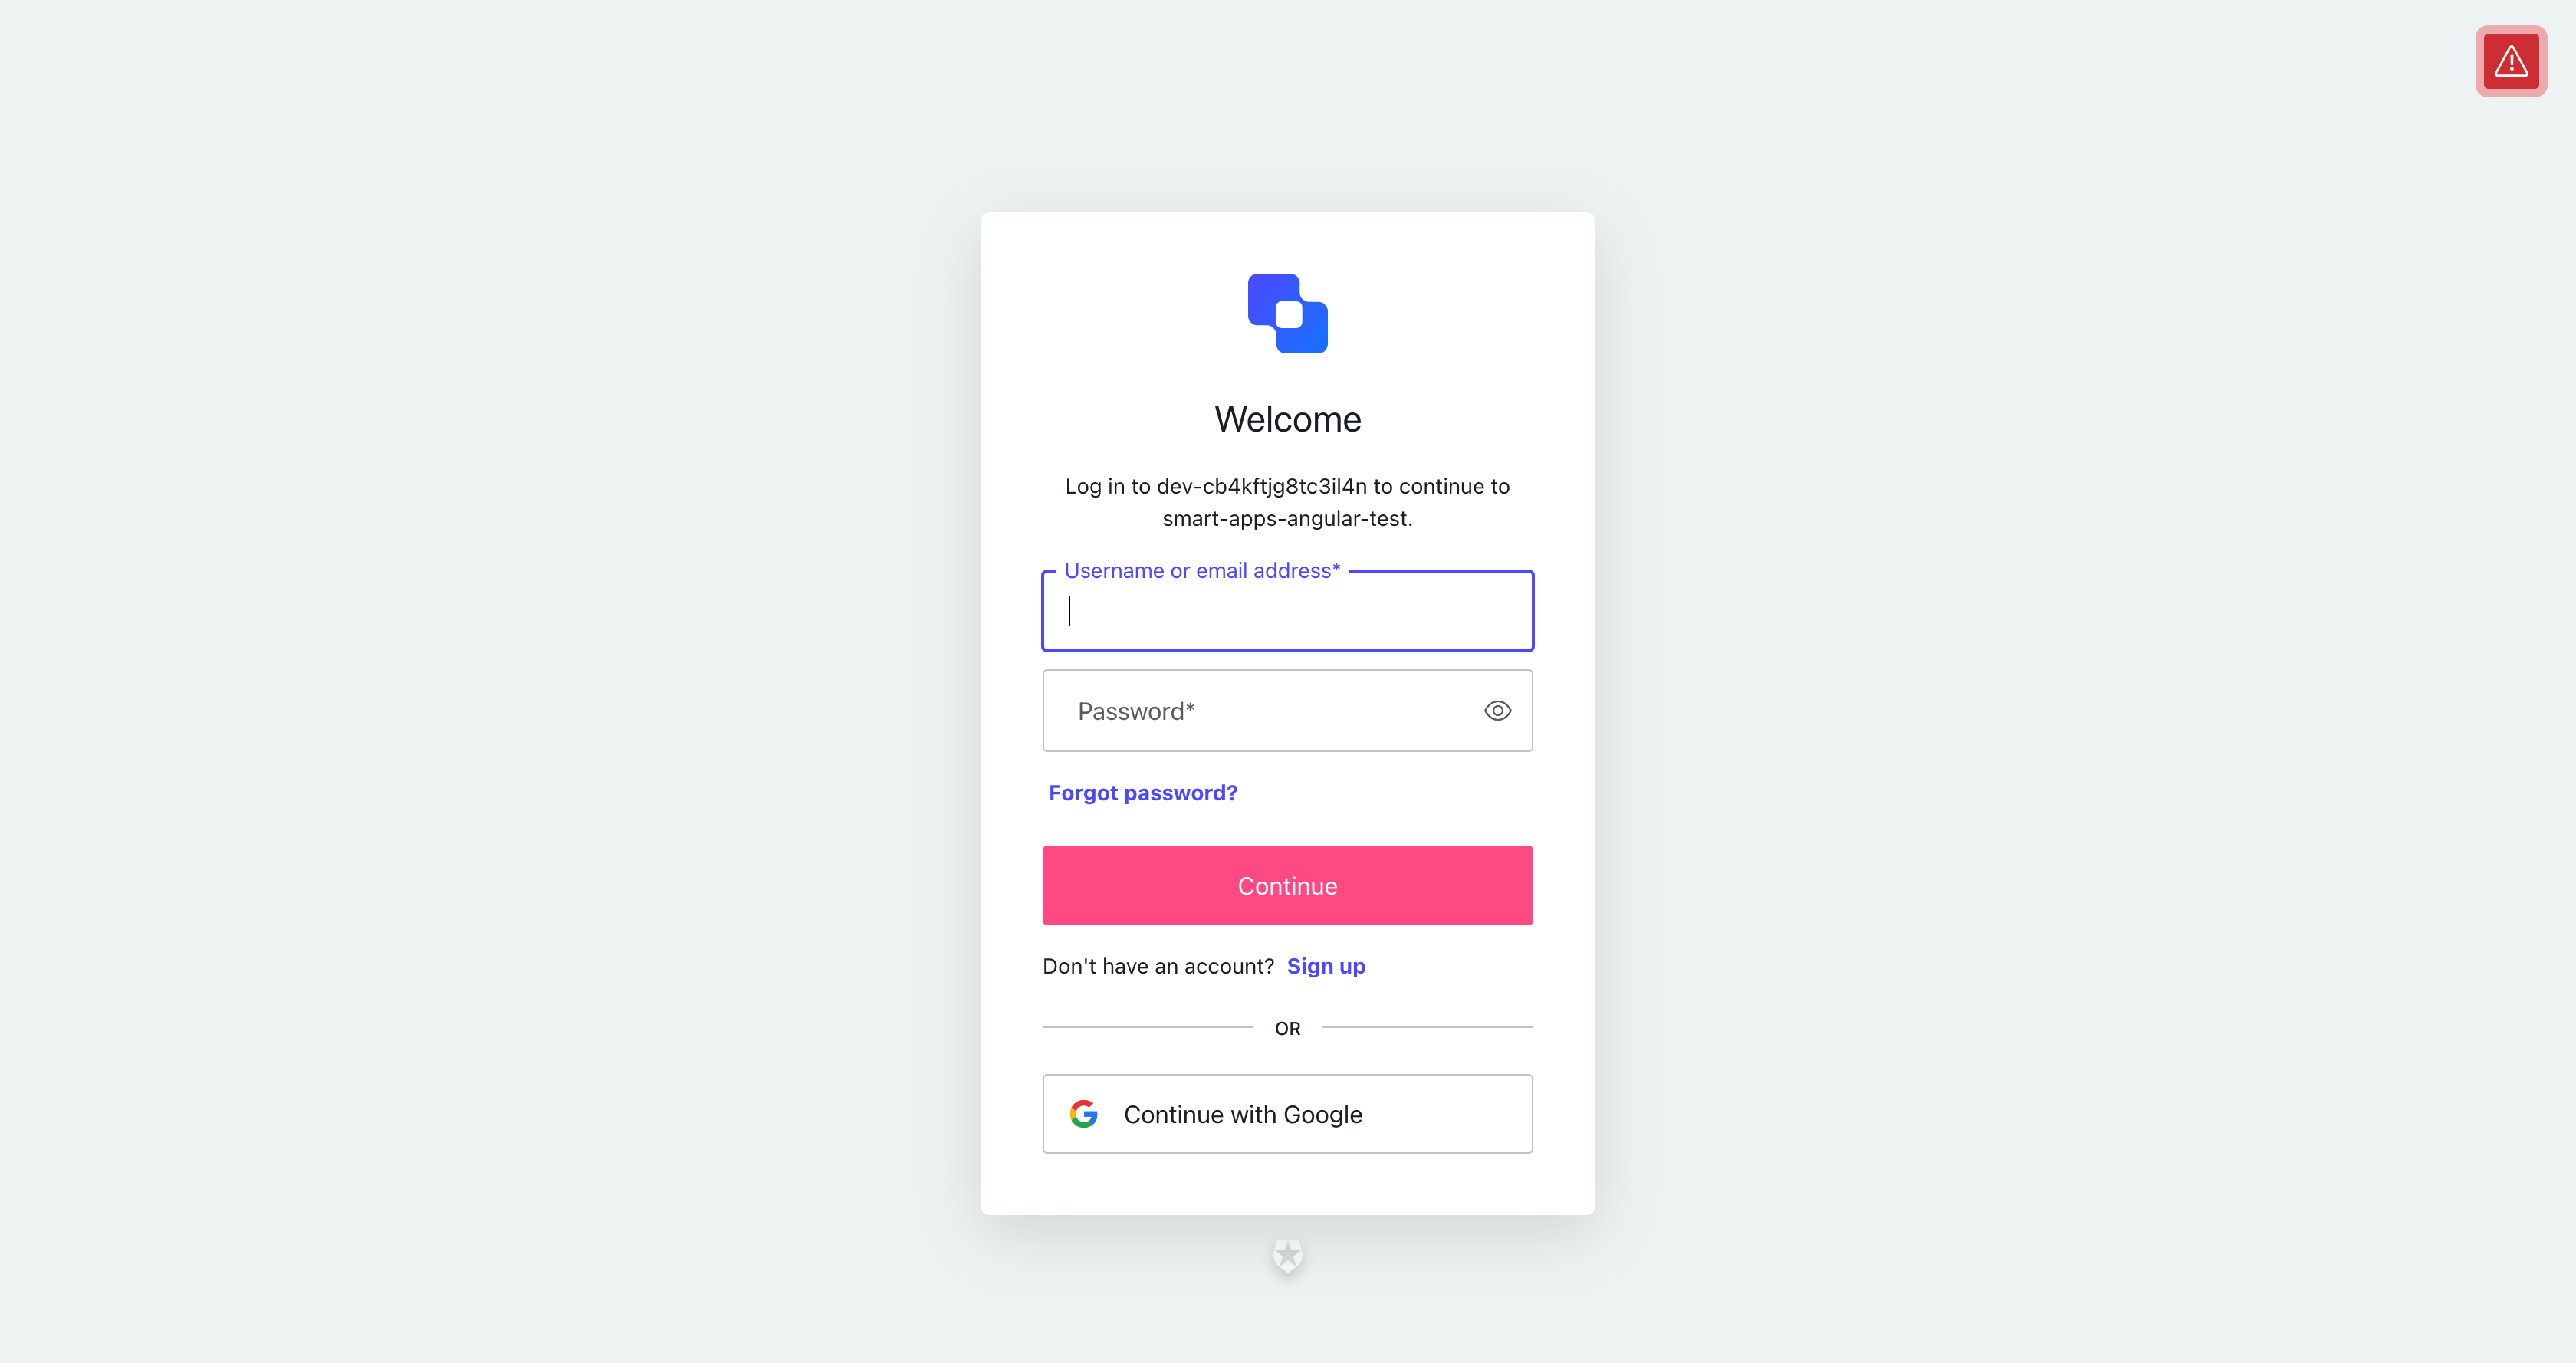 Welcome
Log in to dev-cb4kftjg8tc3il4n to continue to
smart-apps-angular-test.
Username or email address*
Password*
Forgot password?
Continue
Don't have an account? Sign up
OR
Continue with Google